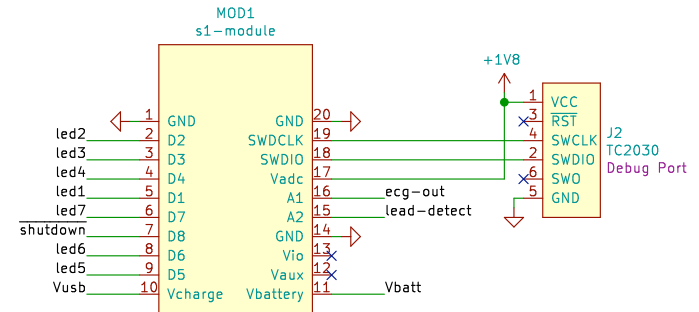 MOD1
s1-module
+1V8
1 GND GND 20
led2 2 D2 SWDCLK 19
led3 3 D3 SWDIO 18
led4 4 D4 Vadc 17
led1 5 D1 A1 16 ecg-out
led7 6 D7 A2 15 lead-detect
shutdown 7 D8 GND 14
led6 8 D6 Vio 13
led5 9 D5 Vaux 12
Vusb 10 Vcharge Vbattery 11 Vbatt
1 VCC
3 RST
4 SWCLK
2 SWDIO
6 SWO
5 GND
J2
TC2030
Debug Port